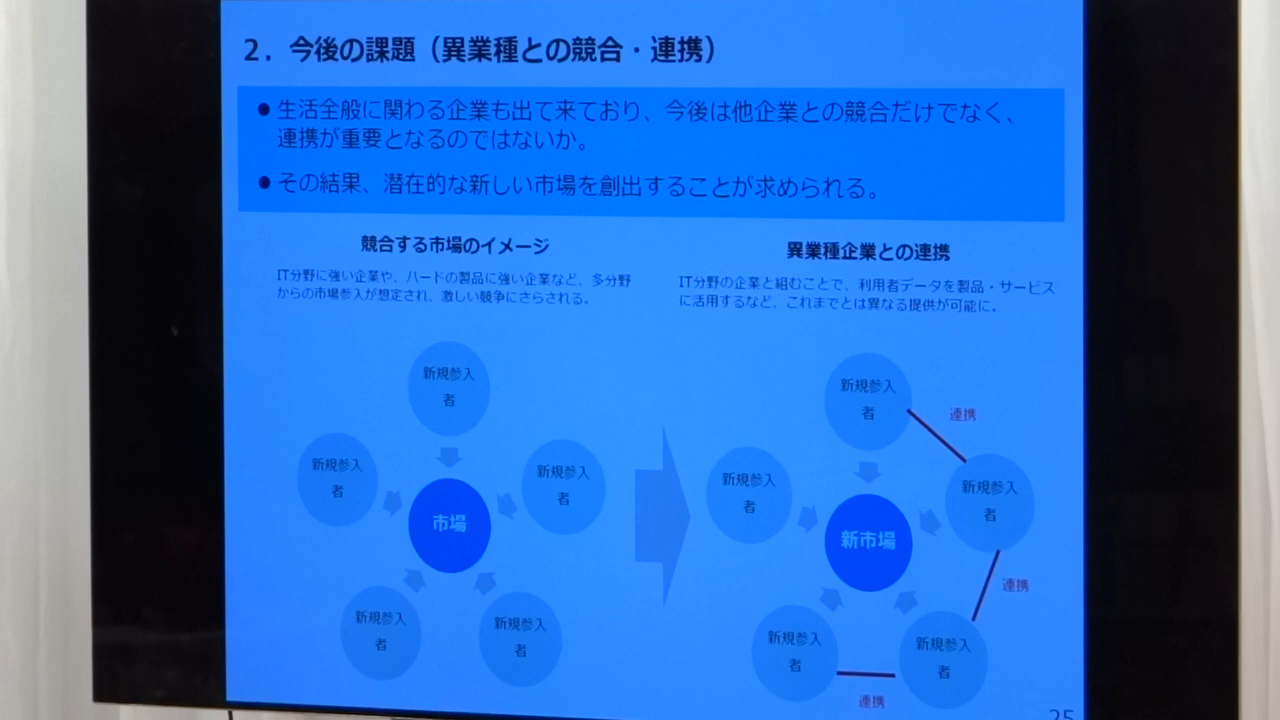 2．今後の課題（異業種との競合・連携）
●生活全般に関わる企業も出て来ており、今後は他企業との競合だけでなく、
連携が重要となるのではないか。
●その結果、潜在的な新しい市場を創出することが求められる。
競合する市場のイメージ
IT分野に強い企業や、ハードの製品に強い企業など、多分野
からの市場参入が想定され、激しい競争にさらされる。
新規参入
者
新規参入
者
新規参入
者
市場
新規参入
者
新規参入
者
異業種企業との連携
IT分野の企業と組むことで、利用者データを製品・サービス
に活用するなど、これまでとは異なる提供が可能に。
新規参入
者
連携
新規参入
者
新規参入
者
新市場
連携
新規参入
者
新規参入
者
連携
25